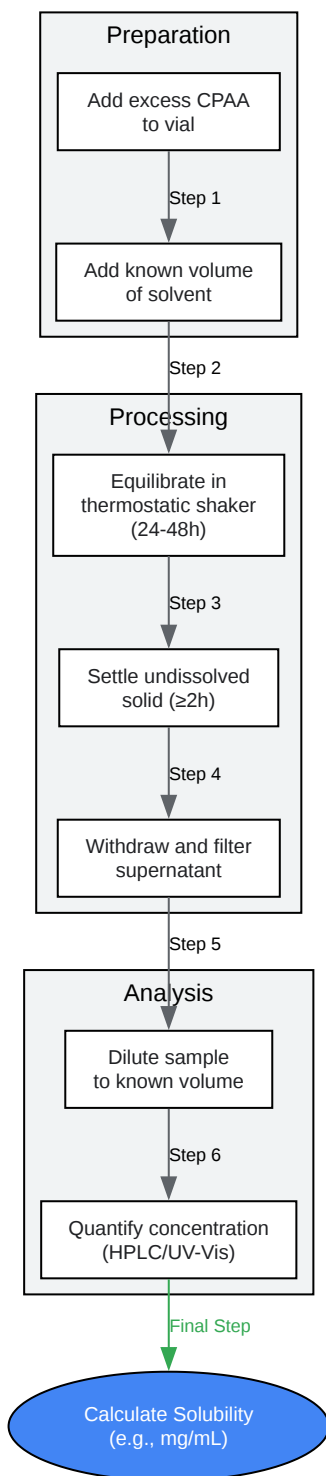 Preparation
Add excess CPAA
to vial
Step 1
Add known volume
of solvent
Step 2
Processing
Equilibrate in
thermostatic shaker
(24-48h)
Step 3
Settle undissolved
solid (≥2h)
Step 4
Withdraw and filter
supernatant
Step 5
Analysis
Dilute sample
to known volume
Step 6
Quantify concentration
(HPLC/UV-Vis)
Final Step
Calculate Solubility
(e.g., mg/mL)